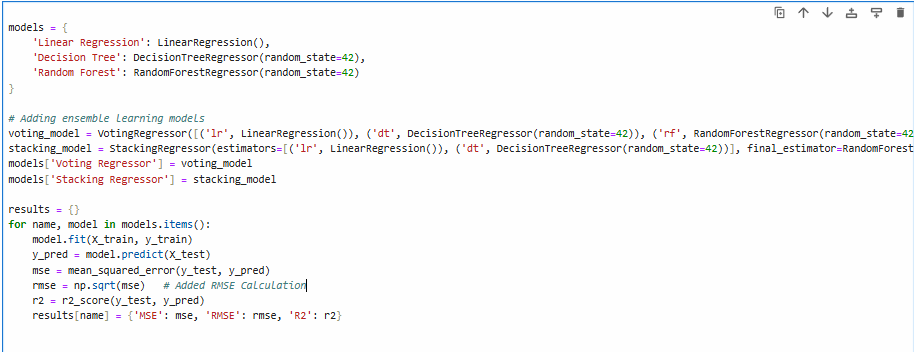 models = {
    'Linear Regression': LinearRegression(),
    'Decision Tree': DecisionTreeRegressor(random_state=42),
    'Random Forest': RandomForestRegressor(random_state=42)
}
# Adding ensemble learning models
voting_model = VotingRegressor([('lr', LinearRegression()), ('dt', DecisionTreeRegressor(random_state=42)), ('rf', RandomForestRegressor(random_state=42
stacking_model = StackingRegressor(estimators=[('lr', LinearRegression()), ('dt', DecisionTreeRegressor(random_state=42))], final_estimator=RandomForest
models['Voting Regressor'] = voting_model
models['Stacking Regressor'] = stacking_model
results = {}
for name, model in models.items():
    model.fit(X_train, y_train)
    y_pred = model.predict(X_test)
    mse = mean_squared_error(y_test, y_pred)
    rmse = np.sqrt(mse)   # Added RMSE Calculation
    r2 = r2_score(y_test, y_pred)
    results[name] = {'MSE': mse, 'RMSE': rmse, 'R2': r2}